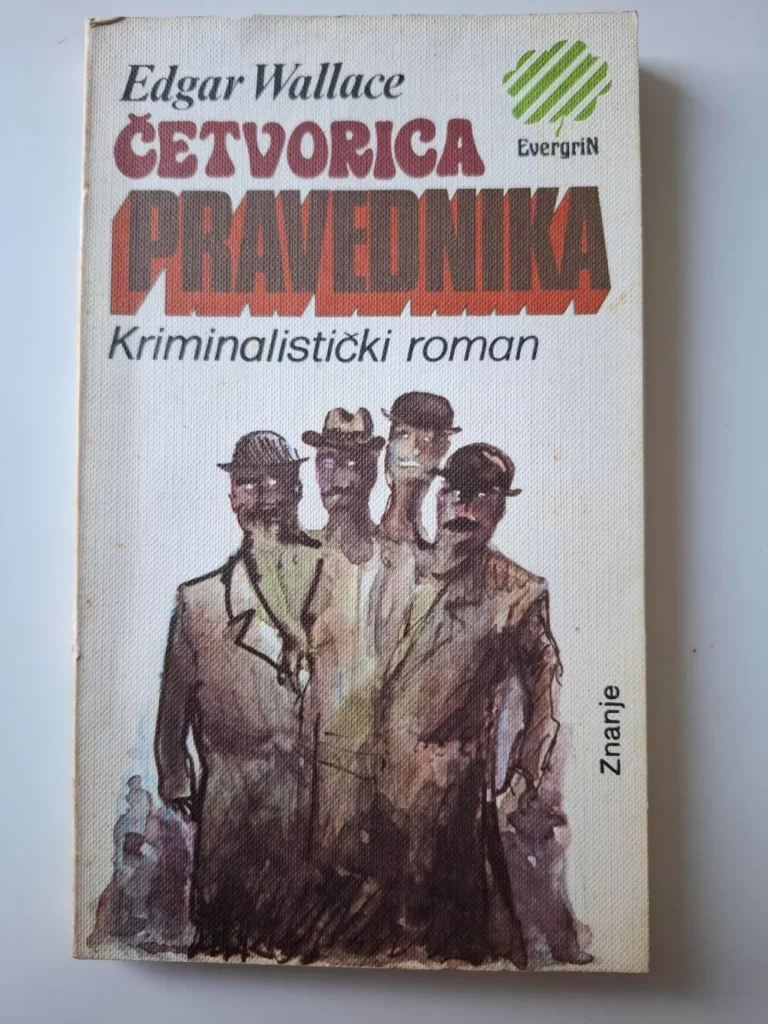 Edgar Wallace
EvergriN
ČETVORICA
PRAVEDNIKA
Kriminalistički roman
Znanje